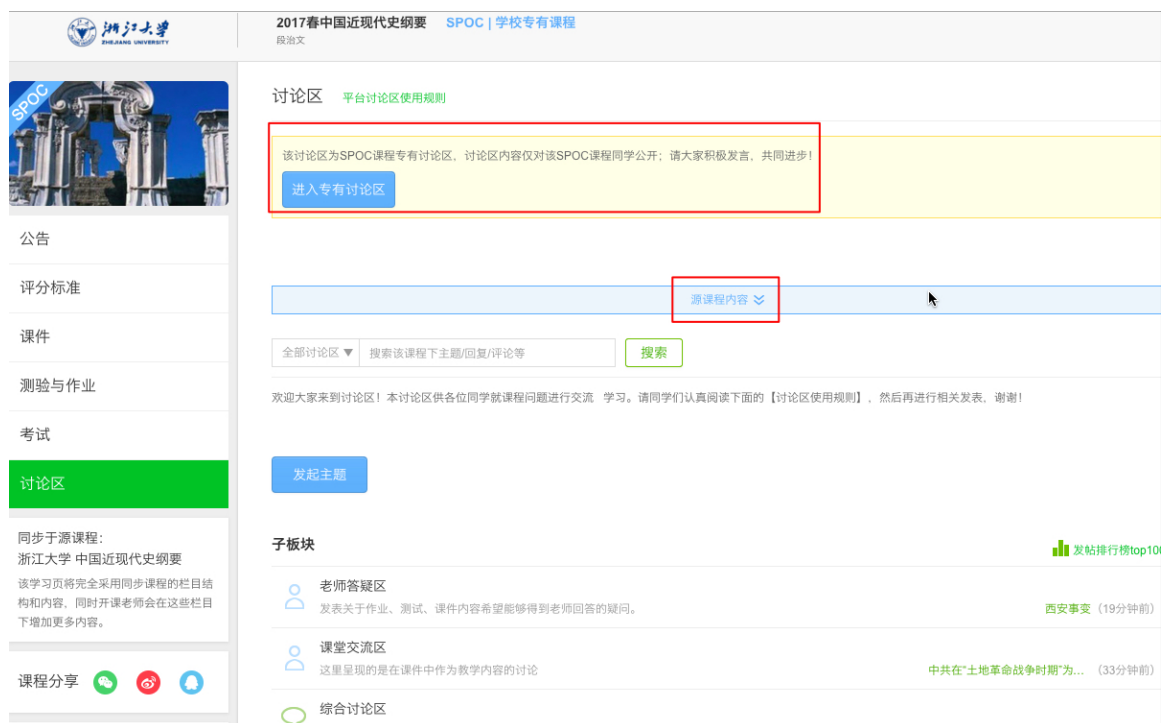 浙江大学
ZHEJIANG UNIVERSITY
2017春中国近现代史纲要 SPOC | 学校专有课程
段治文
SPOC
公告
评分标准
课件
测验与作业
考试
讨论区
同步于源课程：
浙江大学 中国近现代史纲要
该学习页将完全采用同步课程的栏目结
构和内容，同时开课老师会在这些栏目
下增加更多内容。
课程分享
讨论区 平台讨论区使用规则
该讨论区为SPOC课程专有讨论区、讨论区内容仅对该SPOC课程同学公开；请大家积极发言，共同进步！
进入专有讨论区
源课程内容
全部讨论区 ▼ 搜索该课程下主题/回复/评论等 搜索
欢迎大家来到讨论区！本讨论区供各位同学就课程问题进行交流 学习。请同学们认真阅读下面的【讨论区使用规则】，然后再进行相关发表、谢谢！
发起主题
子板块 发帖排行榜top100
老师答疑区
发表关于作业、测试、课件内容希望能够得到老师回答的疑问。 西安事变（19分钟前）
课堂交流区
这里呈现的是在课件中作为教学内容的讨论 中共在"土地革命战争时期"为... （33分钟前）
综合讨论区